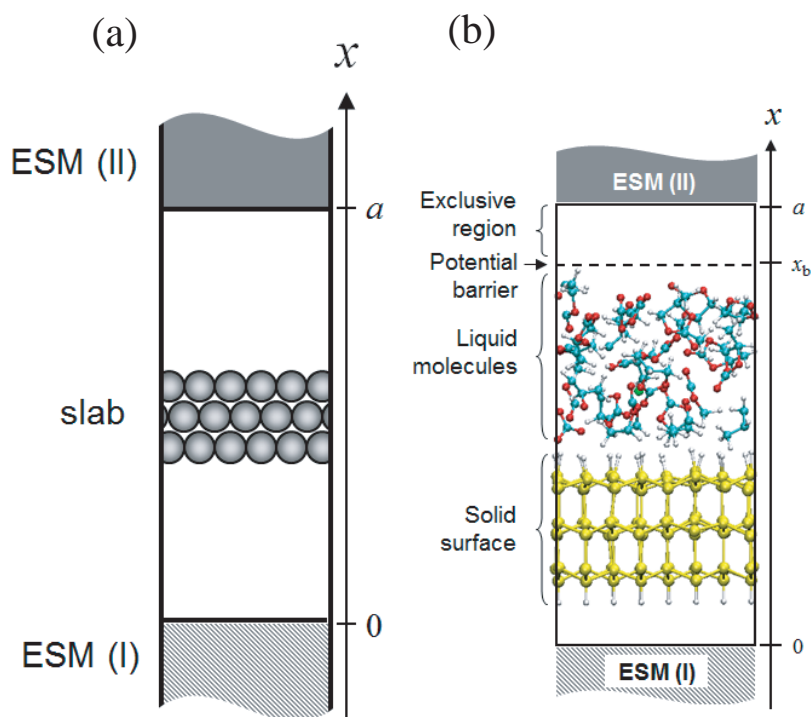 (a)
x
ESM (II)
a
slab
0
ESM (I)
(b)
x
ESM (II)
a
Exclusive
region
Potential
barrier
xb
Liquid
molecules
Solid
surface
0
ESM (I)